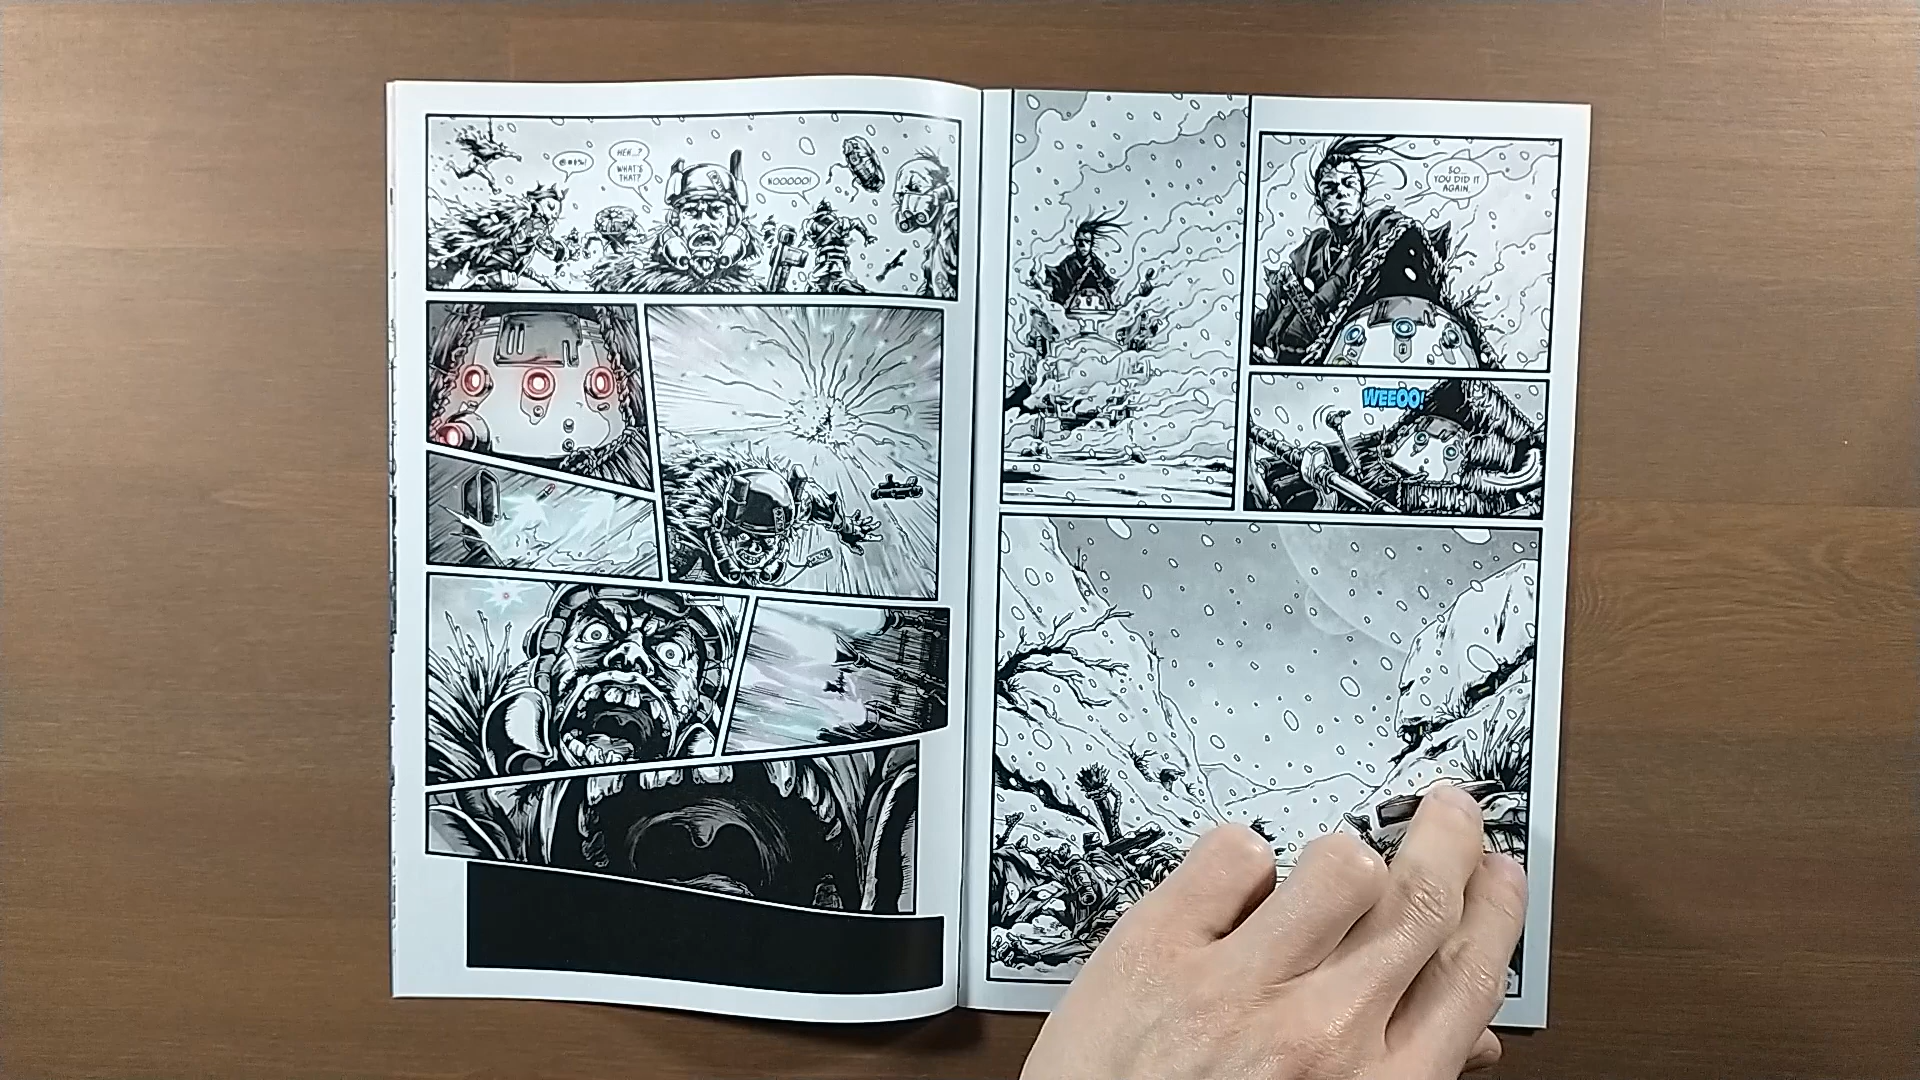 @#$%!
HEH...?
WHAT'S
THAT?
NOOOOO!
SO...
YOU DID IT
AGAIN.
WEEOO!